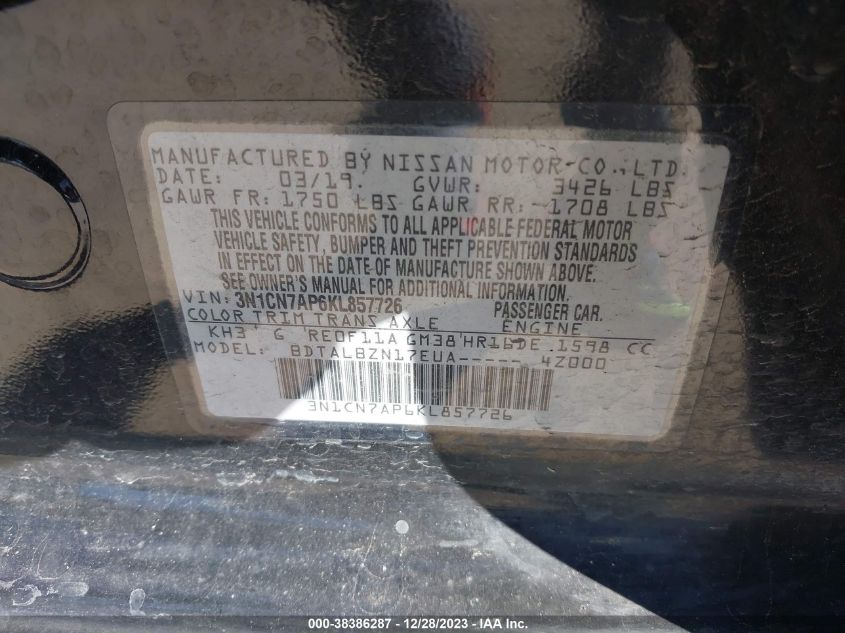 MANUFACTURED BY NISSAN MOTOR-CO.,LTD.
DATE: 03/19. GVWR: 3426 LBS
GAWR FR: 1750 LBS GAWR RR: 1708 LBS
THIS VEHICLE CONFORMS TO ALL APPLICABLE FEDERAL MOTOR
VEHICLE SAFETY, BUMPER AND THEFT PREVENTION STANDARDS
IN EFFECT ON THE DATE OF MANUFACTURE SHOWN ABOVE.
SEE OWNER'S MANUAL FOR ADDITIONAL INFORMATION.
VIN: 3N1CN7AP6KL857726 PASSENGER CAR.
COLOR TRIM TRANS AXLE ENGINE
KH3 G RE0F11A GM38 HR16DE 1598 CC
MODEL: BDTALBZN17EUA----- 4Z000
3N1CN7AP6KL857726
000-38386287 - 12/28/2023 - IAA Inc.